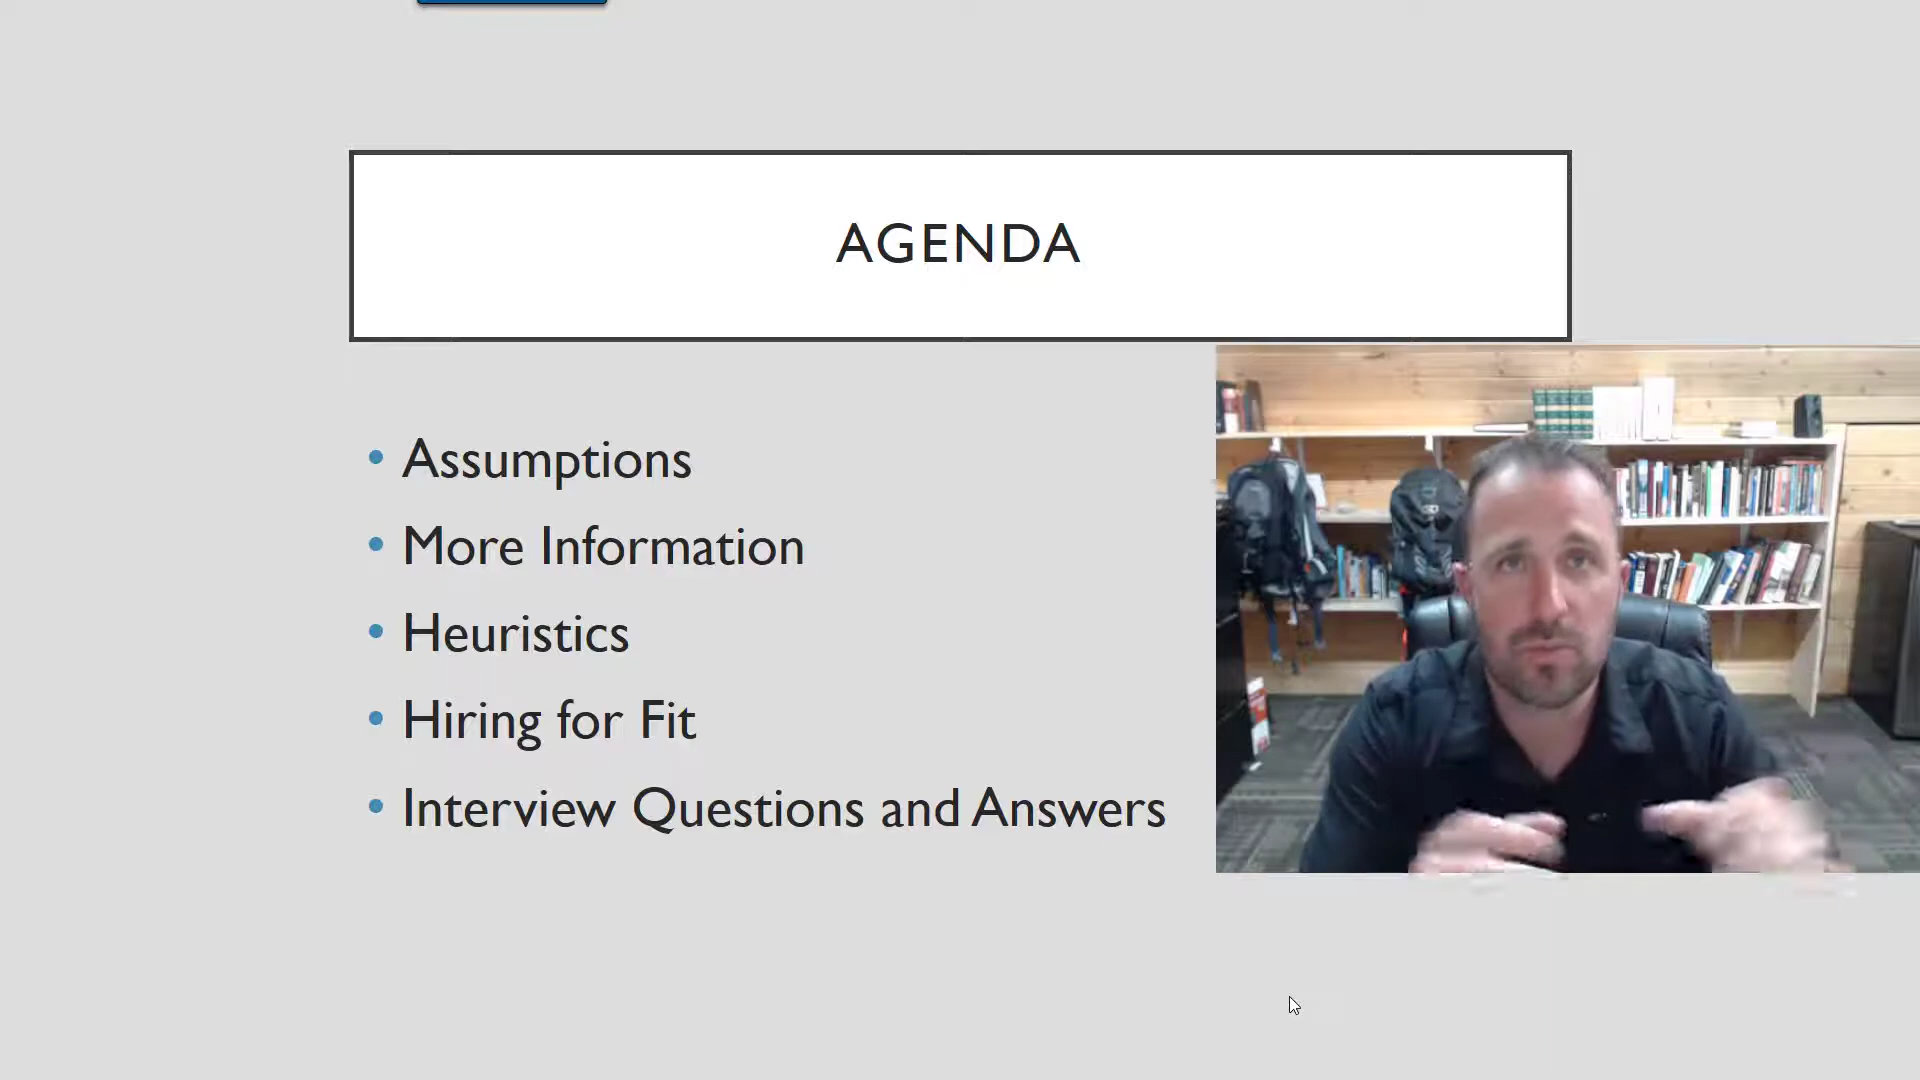 AGENDA
Assumptions
More Information
Heuristics
Hiring for Fit
Interview Questions and Answers